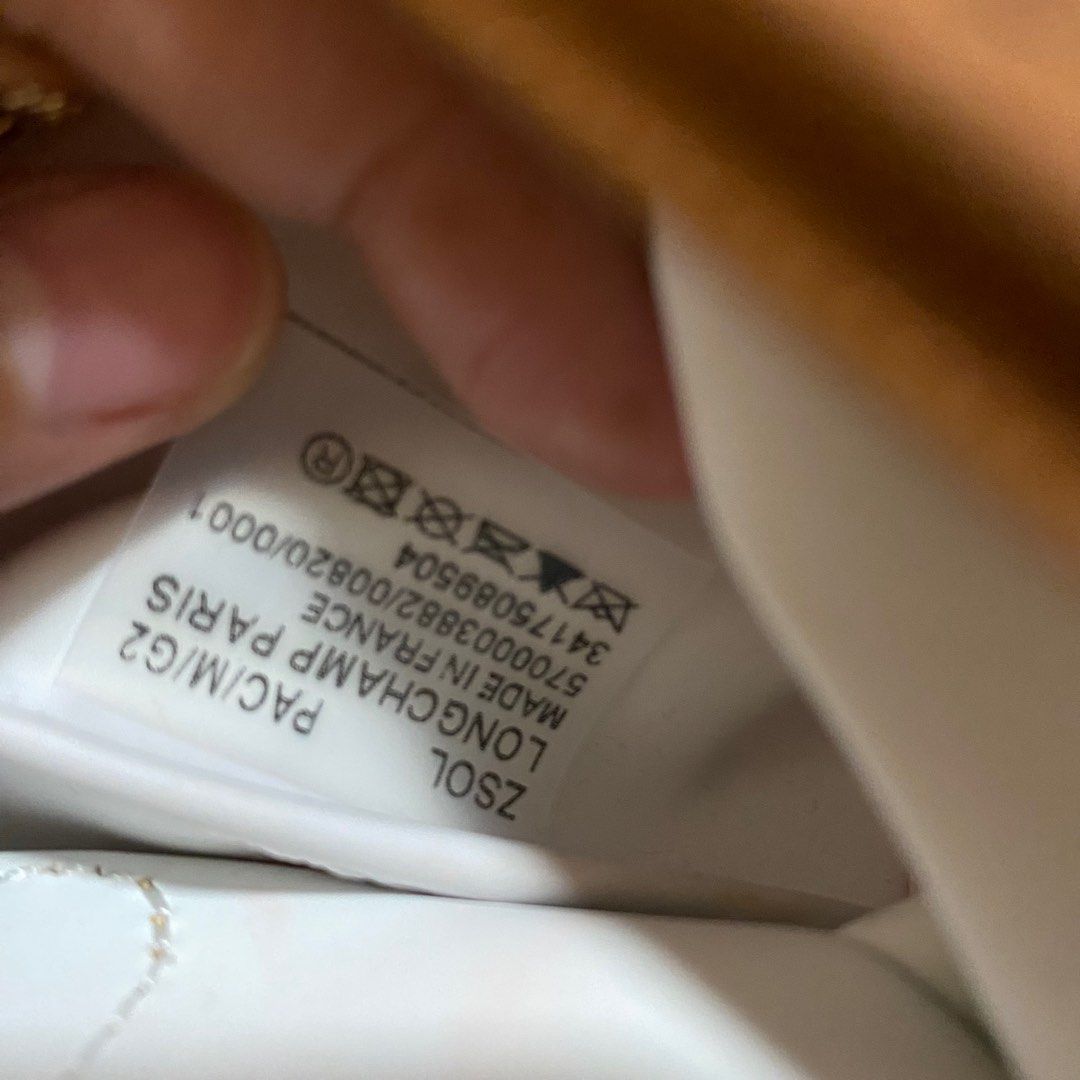 ZSOL PAC/M/G2
LONGCHAMP PARIS
MADE IN FRANCE
5700003882/00820/0001
34175089504
R